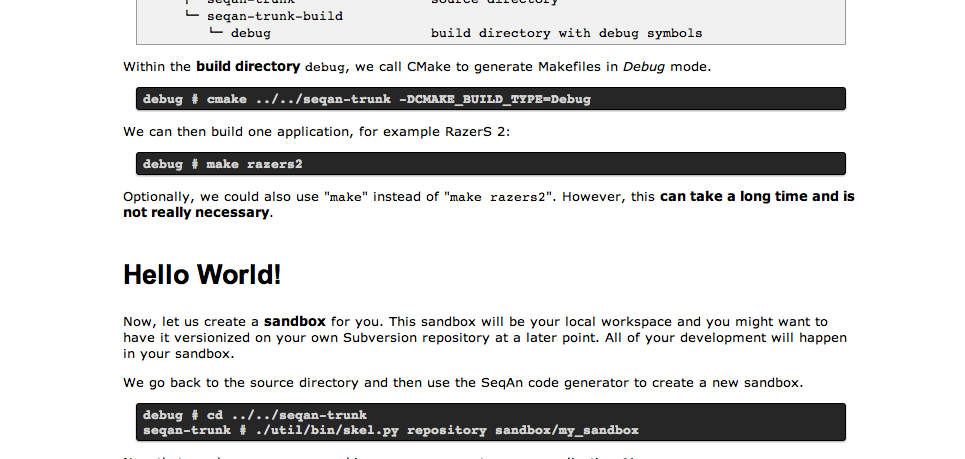 seqan-trunk source directory
└─ seqan-trunk-build
└─ debug build directory with debug symbols
Within the build directory debug, we call CMake to generate Makefiles in Debug mode.
debug # cmake ../../seqan-trunk -DCMAKE_BUILD_TYPE=Debug
We can then build one application, for example RazerS 2:
debug # make razers2
Optionally, we could also use "make" instead of "make razers2". However, this can take a long time and is
not really necessary.
Hello World!
Now, let us create a sandbox for you. This sandbox will be your local workspace and you might want to
have it versionized on your own Subversion repository at a later point. All of your development will happen
in your sandbox.
We go back to the source directory and then use the SeqAn code generator to create a new sandbox.
debug # cd ../../seqan-trunk
seqan-trunk # ./util/bin/skel.py repository sandbox/my_sandbox